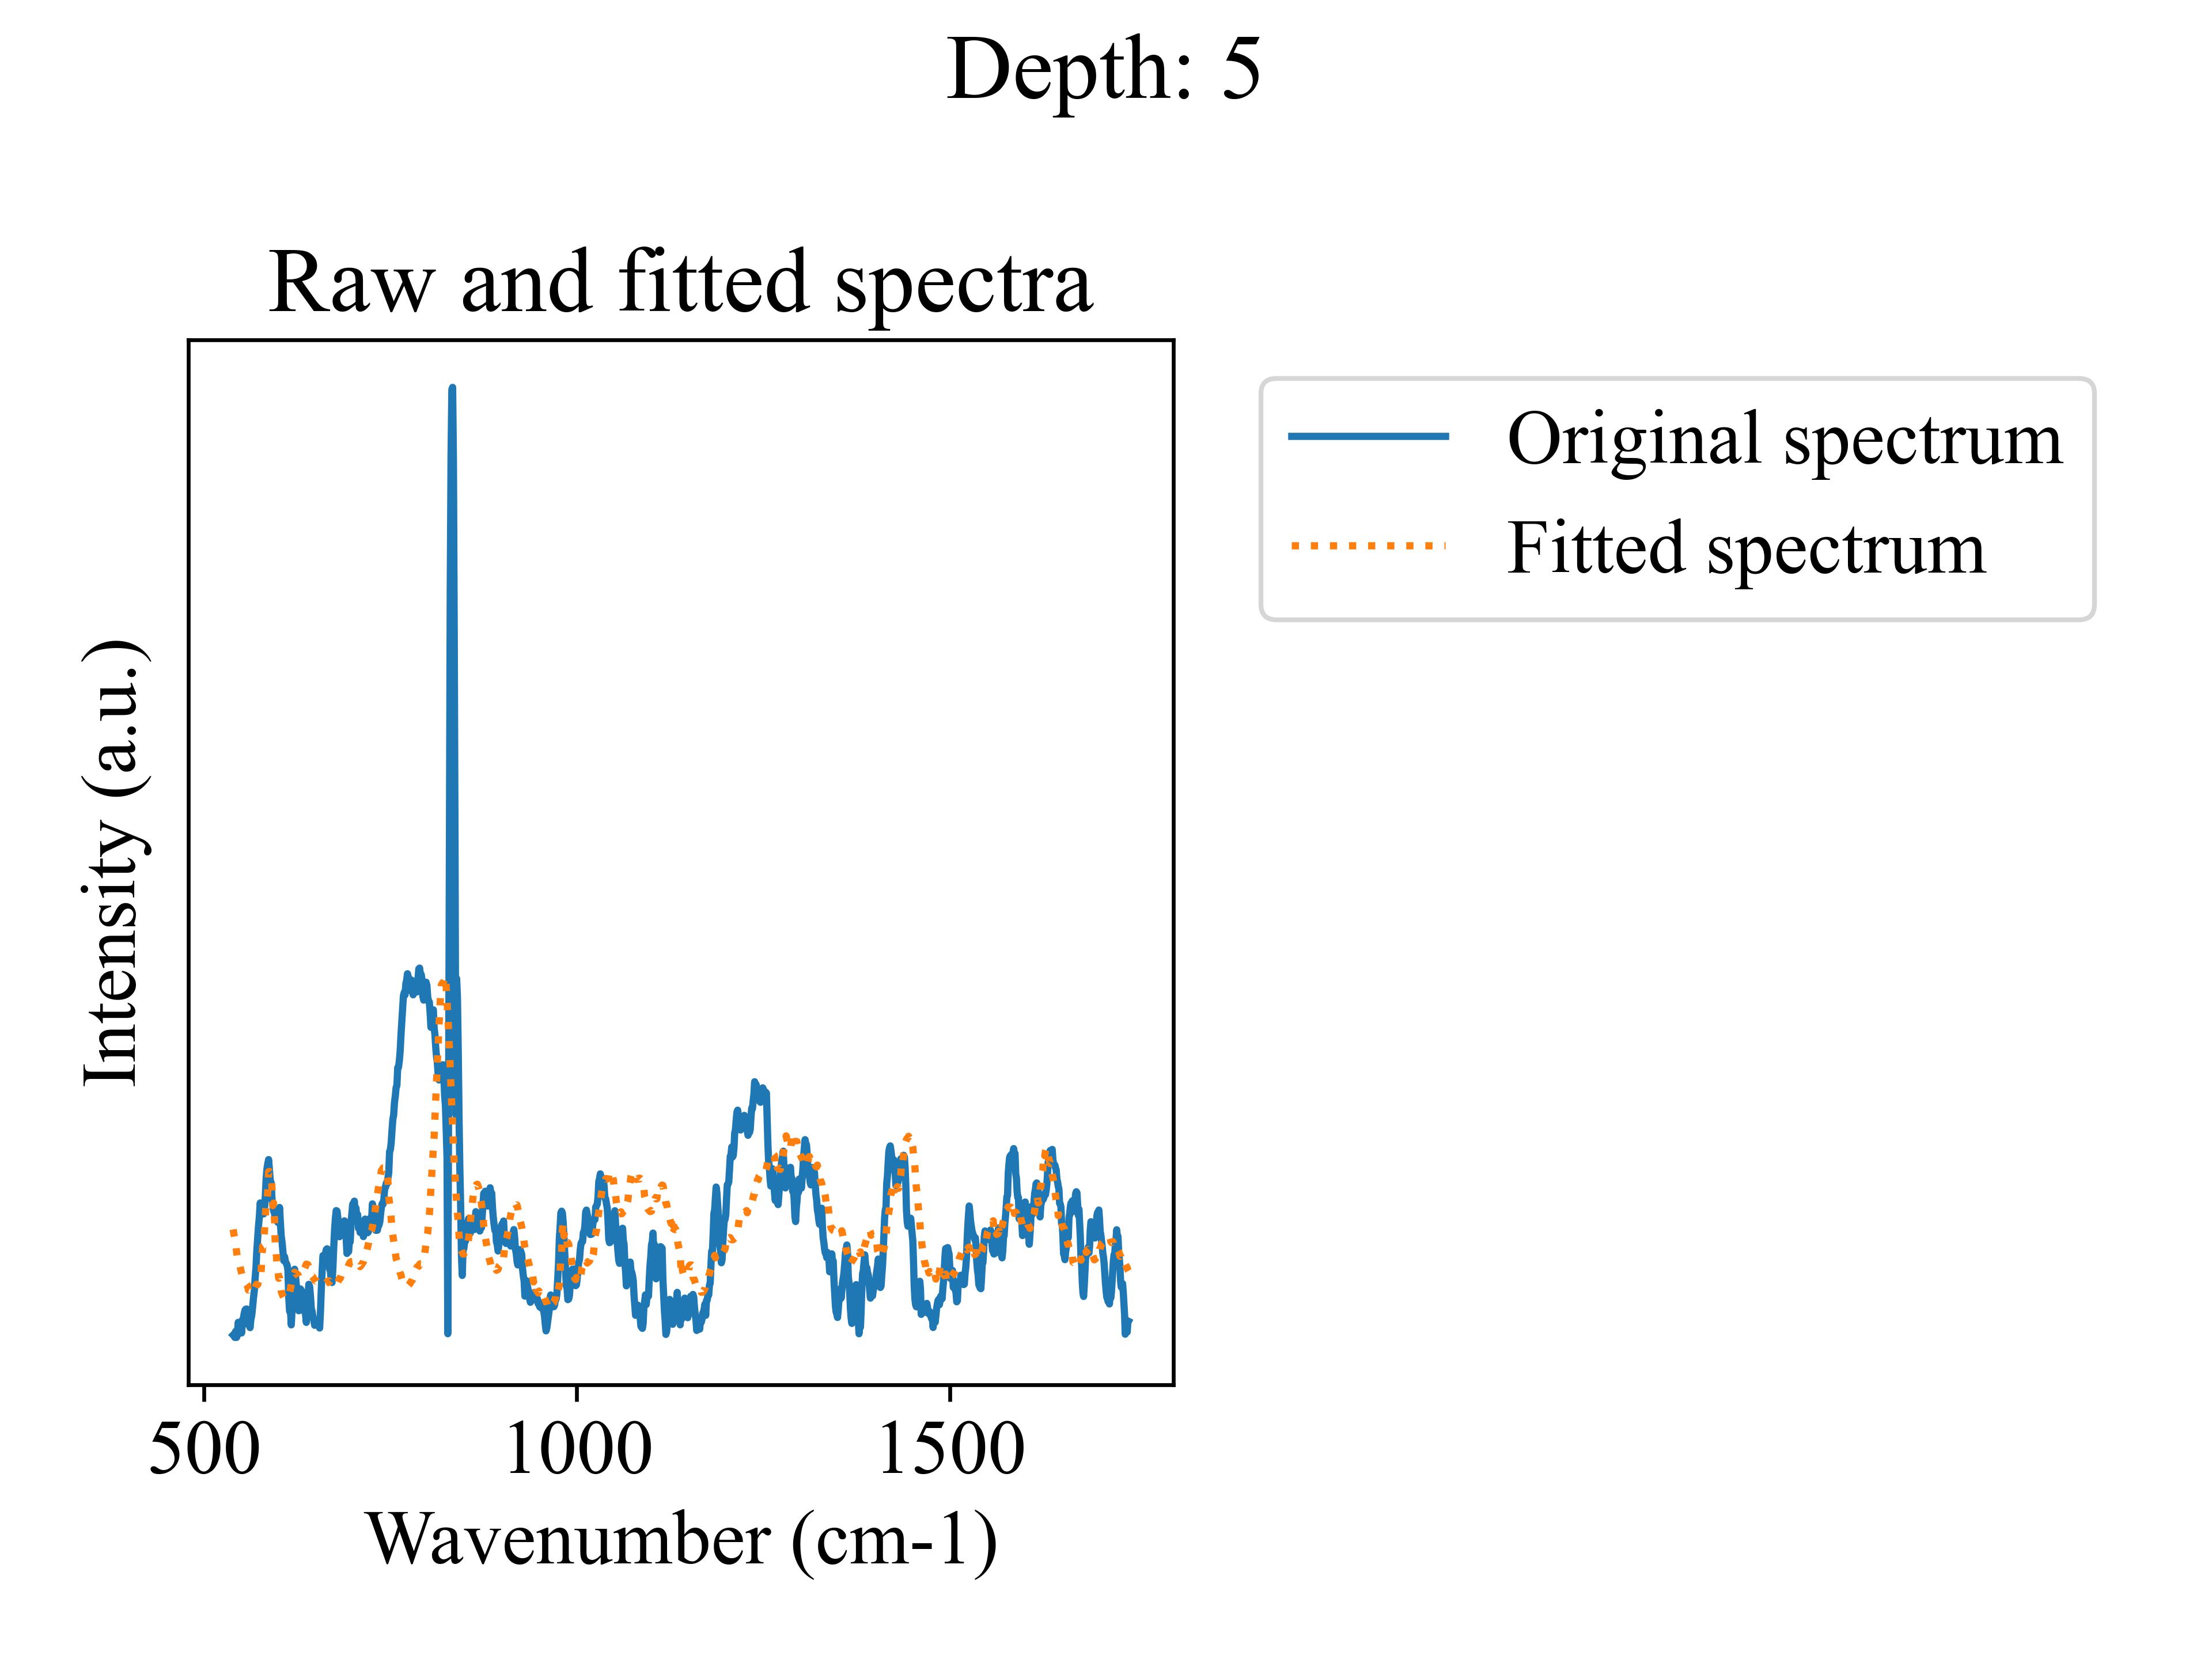 Depth: 5
Raw and fitted spectra
Original spectrum
Fitted spectrum
Intensity (a.u.)
500 1000 1500
Wavenumber (cm-1)